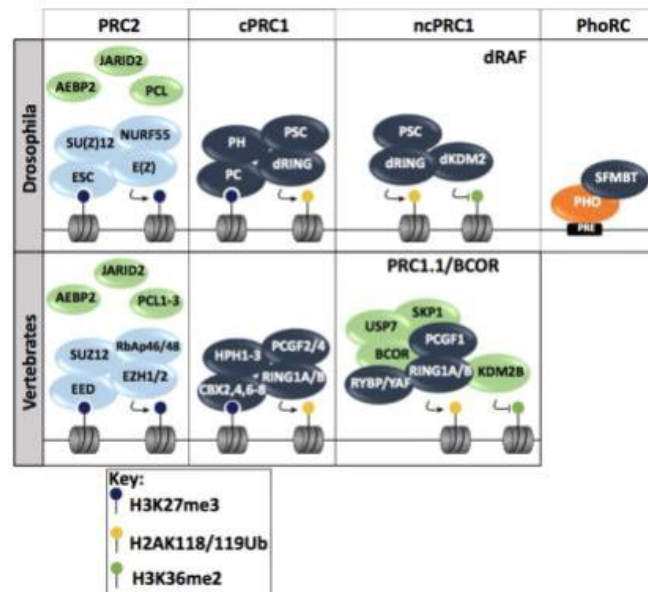 PRC2
cPRC1
ncPRC1
PhoRC
Drosophila
JARID2
AEBP2
PCL
SU(Z)12
NURF55
ESC
E(Z)
PH
PSC
PC
dRING
dRAF
PSC
dRING
dKDM2
SFMBT
PHO
PRE
Vertebrates
JARID2
AEBP2
PCL1-3
SUZ12
RbAp46/48
EED
EZH1/2
HPH1-3
PCGF2/4
CBX2,4,6-8
RING1A/B
PRC1.1/BCOR
SKP1
USP7
PCGF1
BCOR
RYBP/YAF
RING1A/B
KDM2B
Key:
H3K27me3
H2AK118/119Ub
H3K36me2